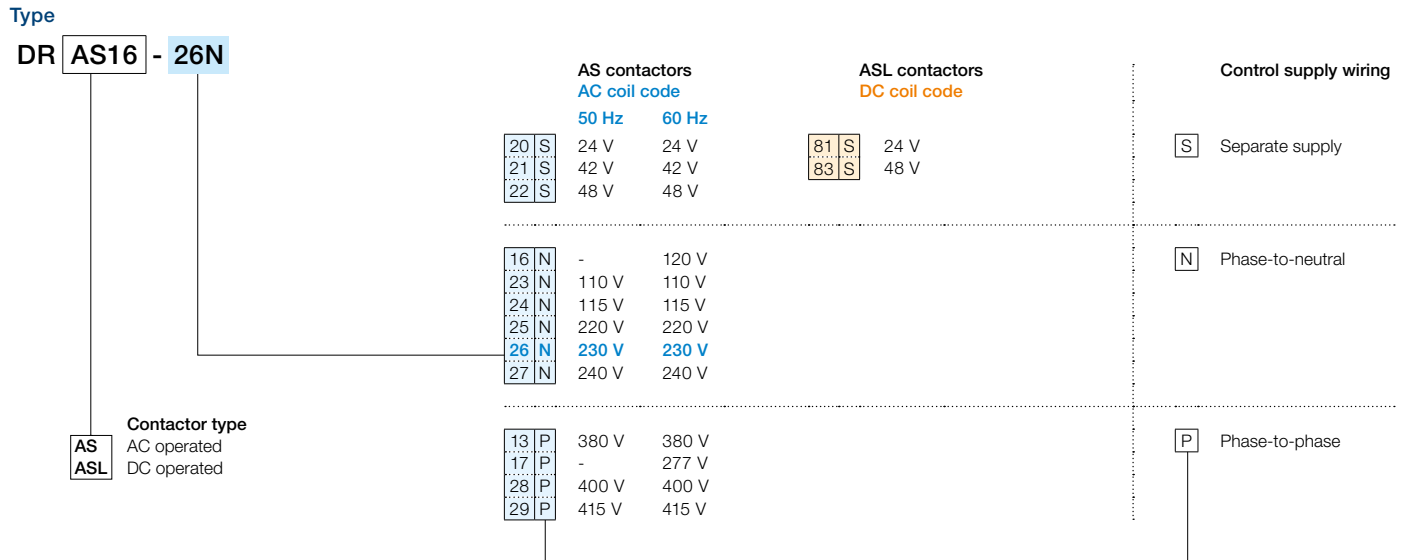 Type
DR AS16 - 26N
AS contactors ASL contactors Control supply wiring
AC coil code DC coil code
50 Hz 60 Hz
20 S 24 V 24 V 81 S 24 V S Separate supply
21 S 42 V 42 V 83 S 48 V
22 S 48 V 48 V
16 N - 120 V N Phase-to-neutral
23 N 110 V 110 V
24 N 115 V 115 V
25 N 220 V 220 V
26 N 230 V 230 V
27 N 240 V 240 V
Contactor type
AS AC operated
ASL DC operated
13 P 380 V 380 V P Phase-to-phase
17 P - 277 V
28 P 400 V 400 V
29 P 415 V 415 V